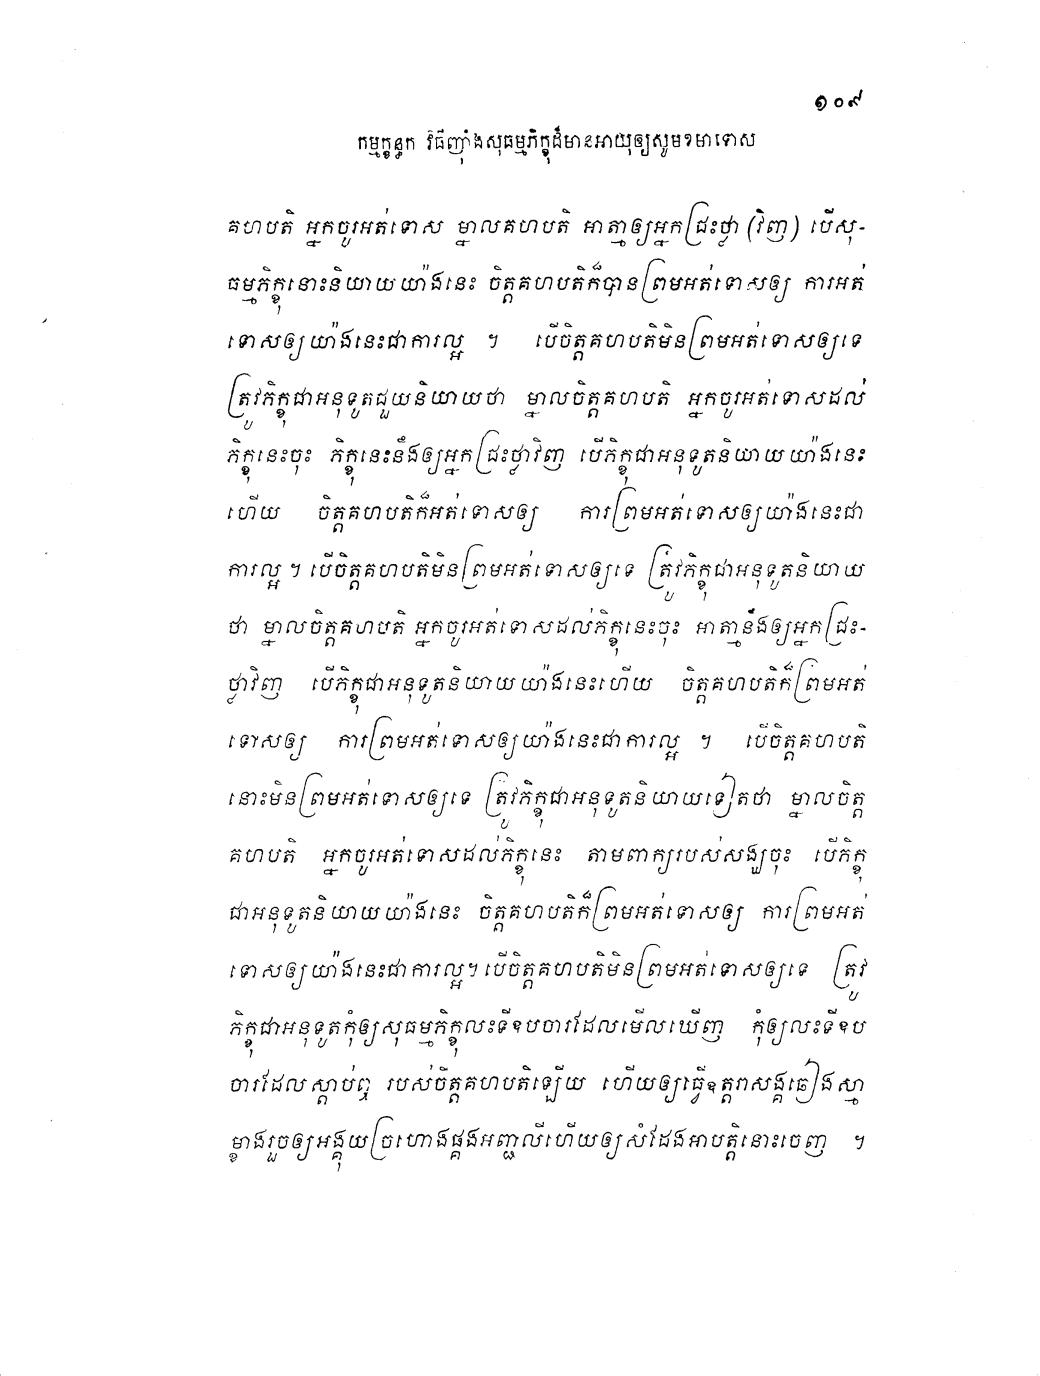 ១០៩
កម្មក្ខន្ធក វិធីញ៉ាំងសុធម្មភិក្ខុដ៏មានអាយុឲ្យសូមខមាទោស
គហបតិ អ្នកចូរអត់ទោស ម្នាលគហបតិ អាត្មាឲ្យអ្នកជ្រះថ្លា (វិញ) បើសុ-
ធម្មភិក្ខុនោះនិយាយយ៉ាងនេះ ចិត្តគហបតិក៏បានព្រមអត់ទោសឲ្យ ការអត់
ទោសឲ្យយ៉ាងនេះជាការល្អ ។ បើចិត្តគហបតិមិនព្រមអត់ទោសឲ្យទេ
ត្រូវភិក្ខុជាអនុទូតជួយនិយាយថា ម្នាលចិត្តគហបតិ អ្នកចូរអត់ទោសដល់
ភិក្ខុនេះចុះ ភិក្ខុនេះនឹងឲ្យអ្នកជ្រះថ្លាវិញ បើភិក្ខុជាអនុទូតនិយាយយ៉ាងនេះ
ហើយ ចិត្តគហបតិក៏អត់ទោសឲ្យ ការព្រមអត់ទោសឲ្យយ៉ាងនេះជា
ការល្អ ។ បើចិត្តគហបតិមិនព្រមអត់ទោសឲ្យទេ ត្រូវភិក្ខុជាអនុទូតនិយាយ
ថា ម្នាលចិត្តគហបតិ អ្នកចូរអត់ទោសដល់ភិក្ខុនេះចុះ អាត្មានឹងឲ្យអ្នកជ្រះ-
ថ្លាវិញ បើភិក្ខុជាអនុទូតនិយាយយ៉ាងនេះហើយ ចិត្តគហបតិក៏ព្រមអត់
ទោសឲ្យ ការព្រមអត់ទោសឲ្យយ៉ាងនេះជាការល្អ ។ បើចិត្តគហបតិ
នោះមិនព្រមអត់ទោសឲ្យទេ ត្រូវភិក្ខុជាអនុទូតនិយាយទៀតថា ម្នាលចិត្ត
គហបតិ អ្នកចូរអត់ទោសដល់ភិក្ខុនេះ តាមពាក្យរបស់សង្ឃចុះ បើភិក្ខុ
ជាអនុទូតនិយាយយ៉ាងនេះ ចិត្តគហបតិក៏ព្រមអត់ទោសឲ្យ ការព្រមអត់
ទោសឲ្យយ៉ាងនេះជាការល្អ ។ បើចិត្តគហបតិមិនព្រមអត់ទោសឲ្យទេ ត្រូវ
ភិក្ខុជាអនុទូតកុំឲ្យសុធម្មភិក្ខុលះទីឧបចារដែលមើលឃើញ កុំឲ្យលះទីឧប
ចារដែលស្តាប់ឮ របស់ចិត្តគហបតិឡើយ ហើយឲ្យធ្វើឧត្តរាសង្គឆៀងស្មា
ម្ខាងរួចឲ្យអង្គុយច្រហោងផ្គងអញ្ជលីហើយឲ្យសំដែងអាបត្តិនោះចេញ ។